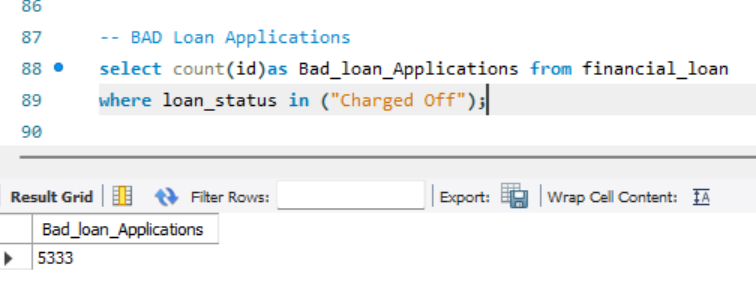 86
87 -- BAD Loan Applications
88 select count(id)as Bad_loan_Applications from financial_loan
89 where loan_status in ("Charged Off");
90
Result Grid Filter Rows: Export: Wrap Cell Content: IA
Bad_loan_Applications
5333